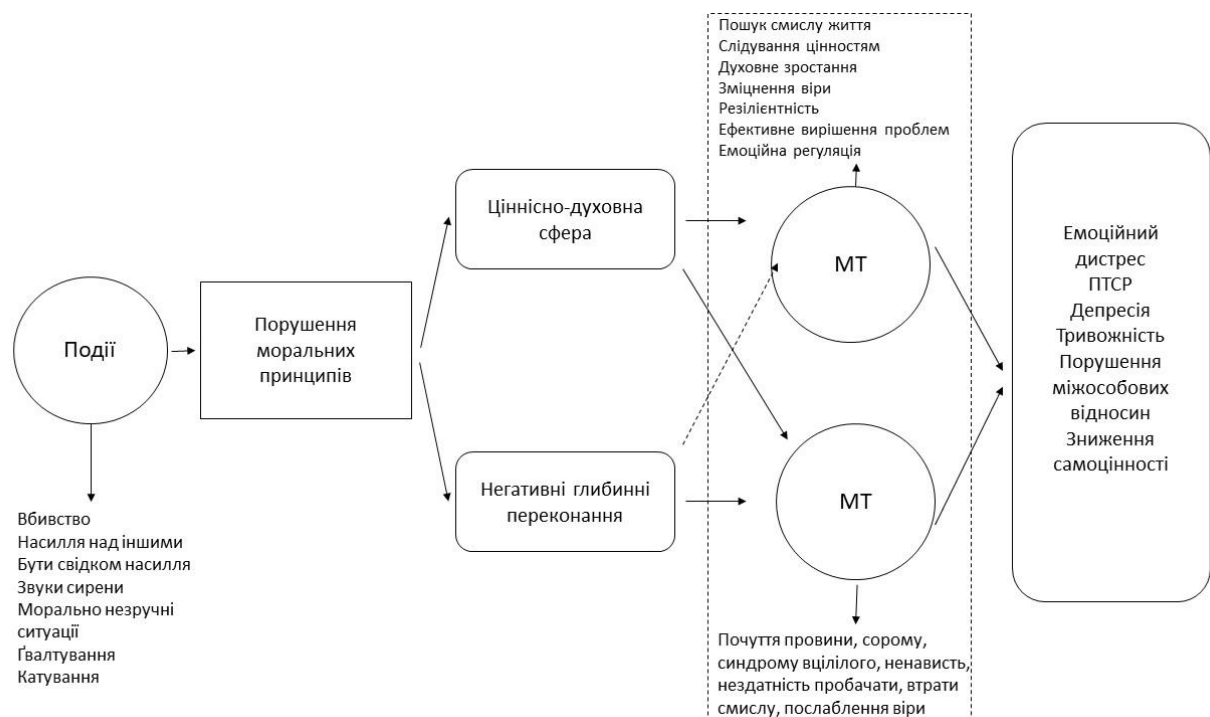 Пошук смислу життя
Слідування цінностям
Духовне зростання
Зміцнення віри
Резілієнтність
Ефективне вирішення проблем
Емоційна регуляція
Ціннісно-духовна
сфера
МТ
Події
Порушення
моральних
принципів
Емоційний
дистрес
ПТСР
Депресія
Тривожність
Порушення
міжособових
відносин
Зниження
самоцінності
Негативні глибинні
переконання
МТ
Вбивство
Насилля над іншими
Бути свідком насилля
Звуки сирени
Морально незручні
ситуації
Ґвалтування
Катування
Почуття провини, сорому,
синдрому вцілілого, ненависть,
нездатність пробачати, втрати
смислу, послаблення віри